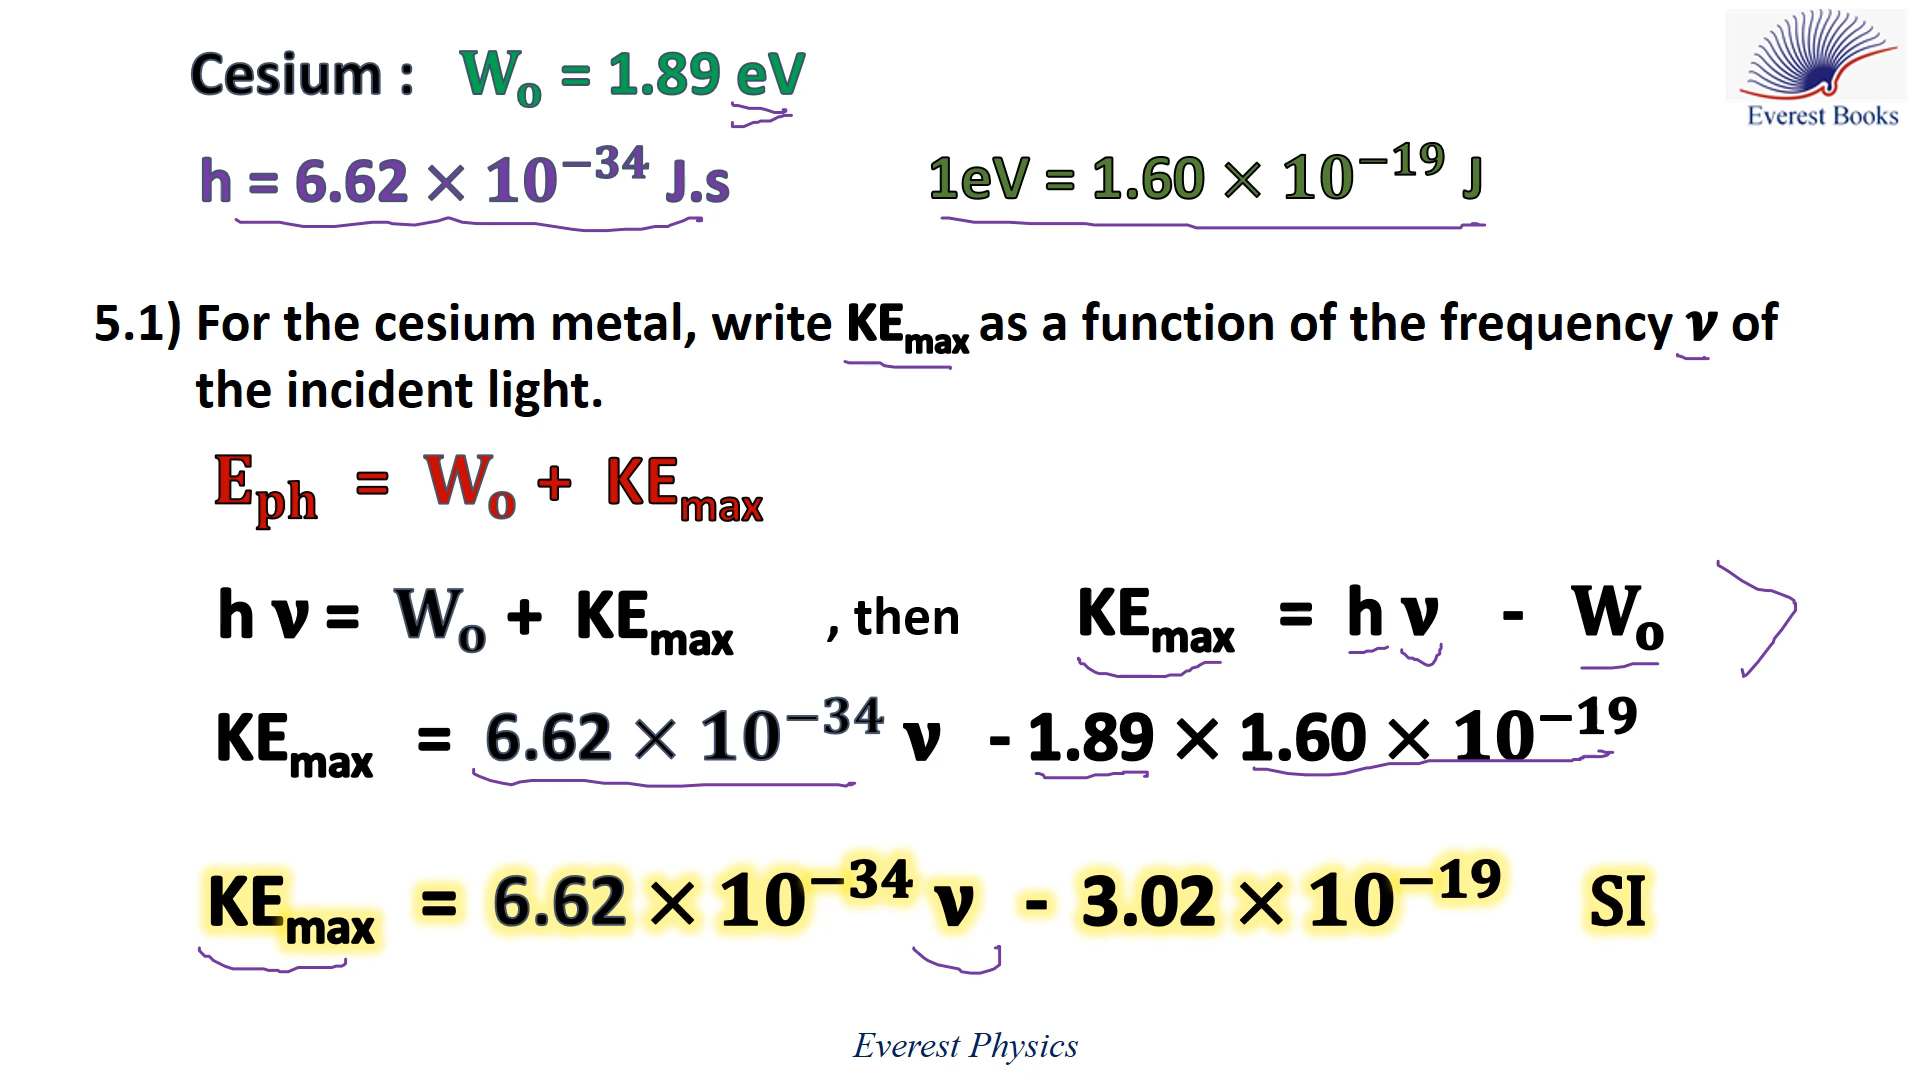 Cesium : W₀ = 1.89 eV
Everest Books
h = 6.62 × 10⁻³⁴ J.s 1eV = 1.60 × 10⁻¹⁹ J
5.1) For the cesium metal, write KEₘₐₓ as a function of the frequency ν of
the incident light.
Eₚₕ = W₀ + KEₘₐₓ
h ν = W₀ + KEₘₐₓ , then KEₘₐₓ = h ν - W₀
KEₘₐₓ = 6.62 × 10⁻³⁴ ν - 1.89 × 1.60 × 10⁻¹⁹
KEₘₐₓ = 6.62 × 10⁻³⁴ ν - 3.02 × 10⁻¹⁹ SI
Everest Physics